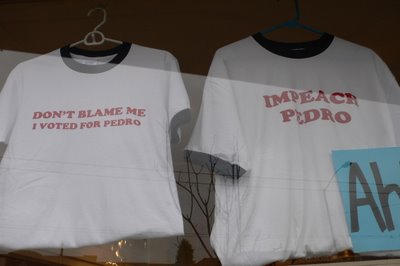 DON'T BLAME ME
I VOTED FOR PEDRO
IMPEACH
PEDRO
Ah